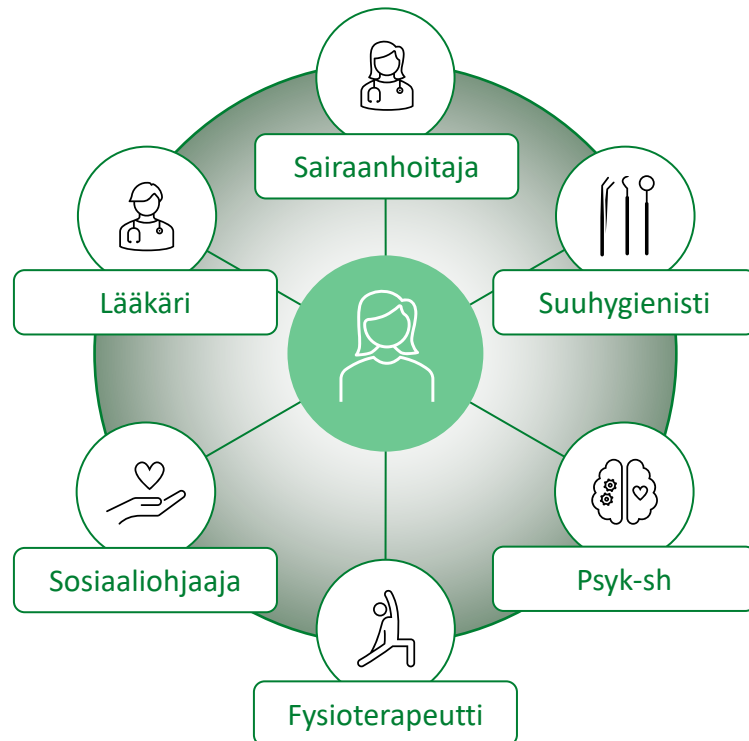 Sairaanhoitaja
Lääkäri
Suuhygienisti
Sosiaaliohjaaja
Psyk-sh
Fysioterapeutti